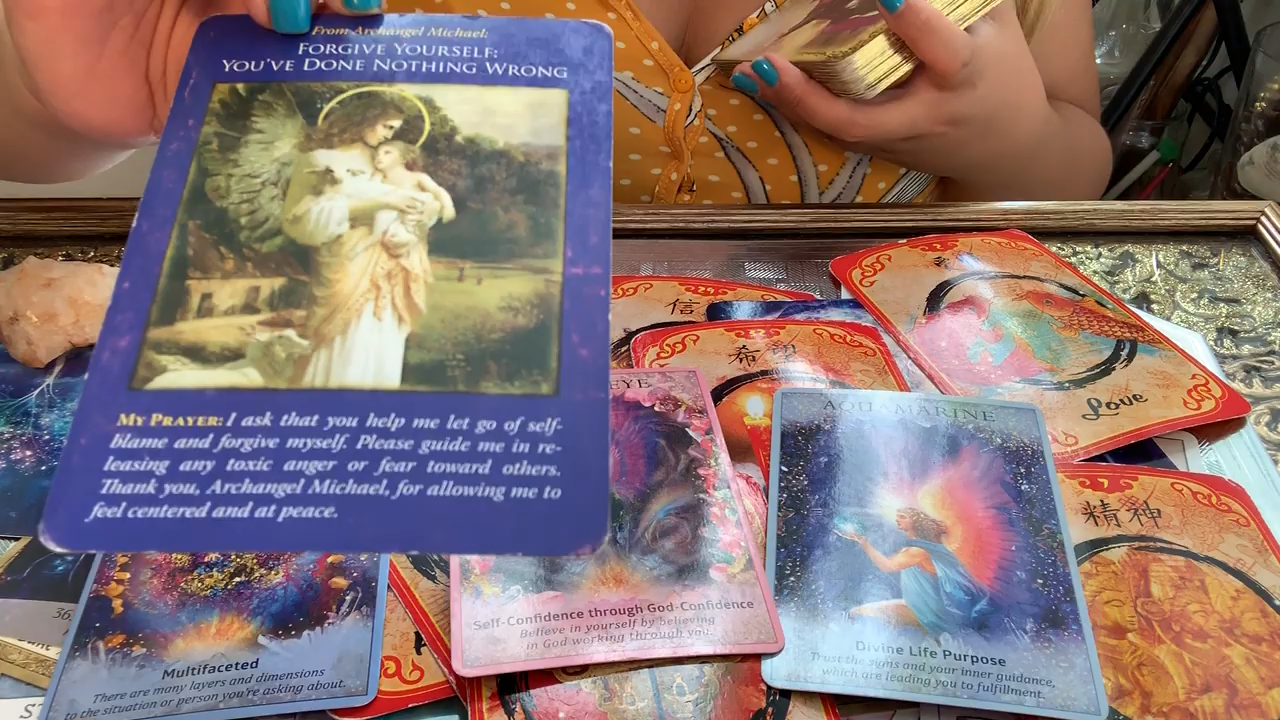 From Archangel Michael:
FORGIVE YOURSELF;
YOU'VE DONE NOTHING WRONG
MY PRAYER: I ask that you help me let go of self-
blame and forgive myself. Please guide me in re-
leasing any toxic anger or fear toward others.
Thank you, Archangel Michael, for allowing me to
feel centered and at peace.
信
希望
Love
精神
EYE
Self-Confidence through God-Confidence
Believe in yourself by believing
in God working through you.
AQUAMARINE
Divine Life Purpose
Trust the signs and your inner guidance,
which are leading you to fulfillment.
Multifaceted
There are many layers and dimensions
to the situation or person you're asking about.
36